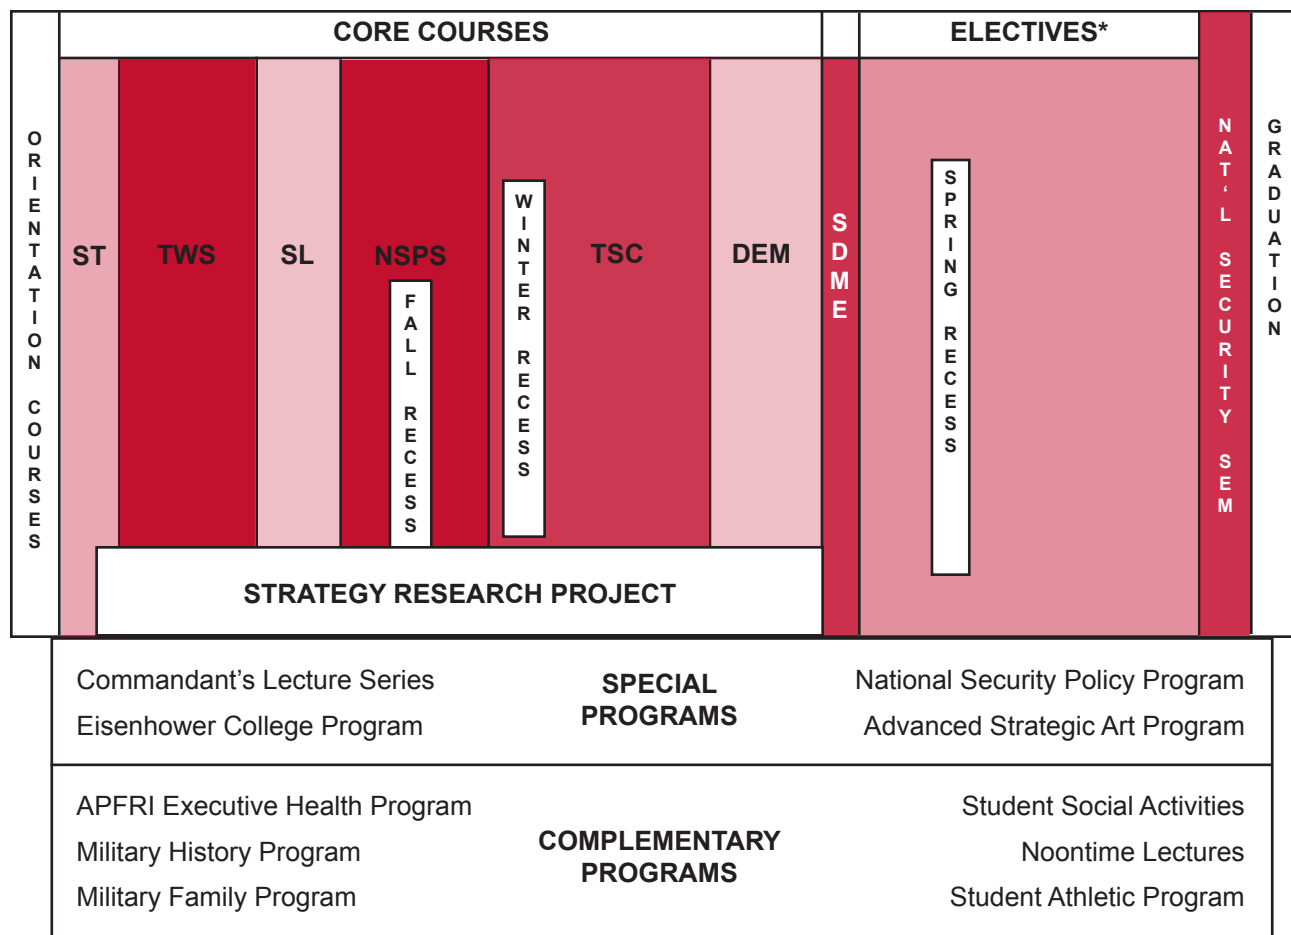 CORE COURSES
ELECTIVES*
ORIENTATION COURSES
ST
TWS
SL
NSPS
FALL RECESS
WINTER RECESS
TSC
DEM
SDME
SPRING RECESS
NAT‘L SECURITY SEM
GRADUATION
STRATEGY RESEARCH PROJECT
Commandant’s Lecture Series
Eisenhower College Program
SPECIAL
PROGRAMS
National Security Policy Program
Advanced Strategic Art Program
APFRI Executive Health Program
Military History Program
Military Family Program
COMPLEMENTARY
PROGRAMS
Student Social Activities
Noontime Lectures
Student Athletic Program